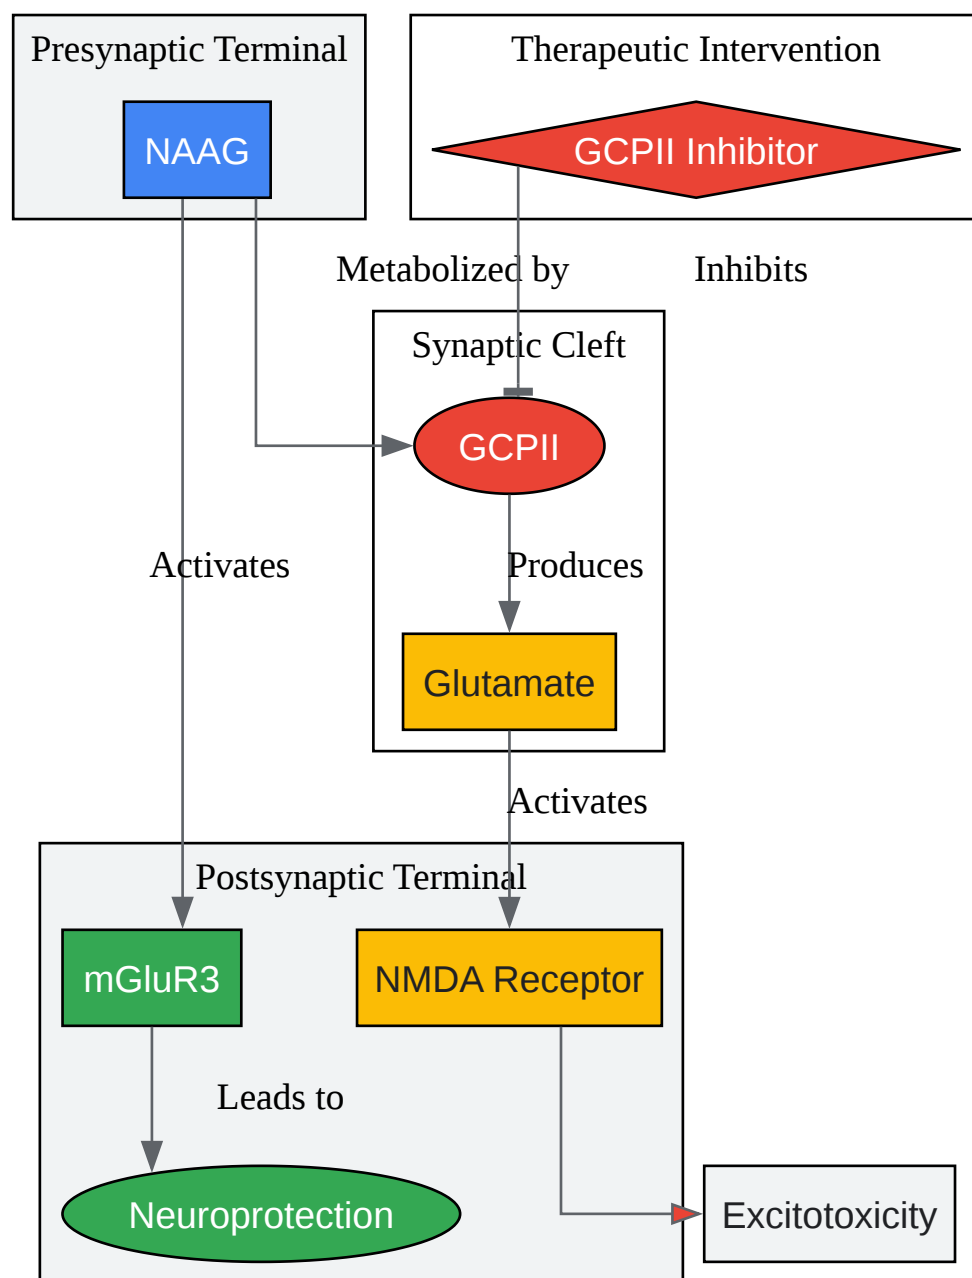 Presynaptic Terminal
Therapeutic Intervention
NAAG
GCPII Inhibitor
Metabolized by
Inhibits
Synaptic Cleft
GCPII
Activates
Produces
Glutamate
Activates
Postsynaptic Terminal
mGluR3
NMDA Receptor
Leads to
Neuroprotection
Excitotoxicity